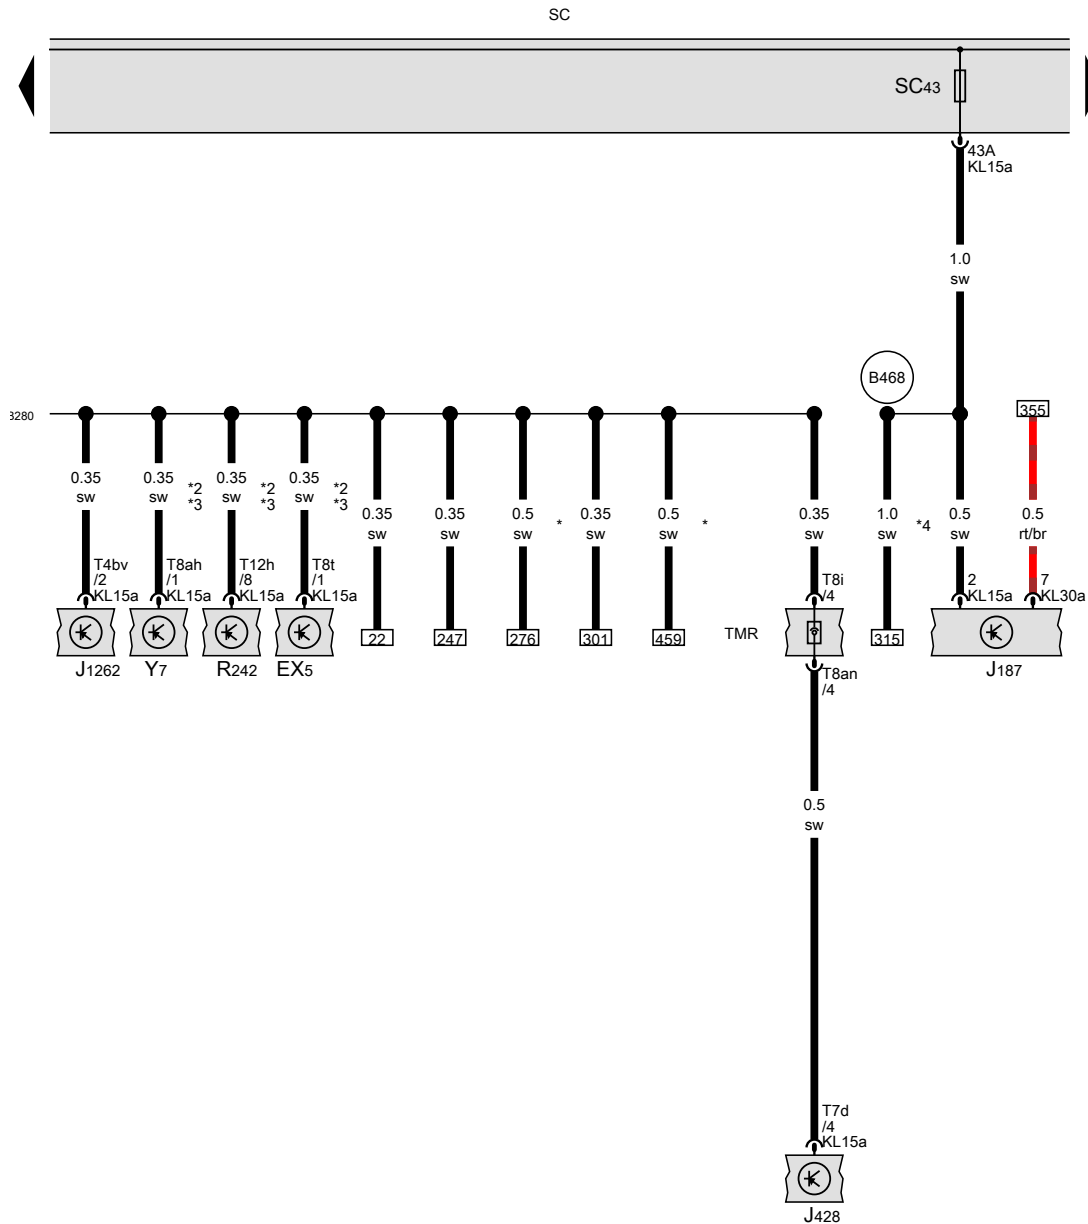 SC
SC43
43A
KL15a
1.0
sw
B468
355
0.35
sw
0.35
sw
*2
*3
0.35
sw
*2
*3
0.35
sw
*2
*3
0.35
sw
0.35
sw
0.5
sw
*
0.35
sw
0.5
sw
*
0.35
sw
1.0
sw
*4
0.5
sw
0.5
rt/br
T4bv
/2
KL15a
T8ah
/1
KL15a
T12h
/8
KL15a
T8t
/1
KL15a
T8i
/4
2
KL15a
7
KL30a
22
247
276
301
459
TMR
315
J1262
Y7
R242
EX5
T8an
/4
J187
0.5
sw
T7d
/4
KL15a
J428